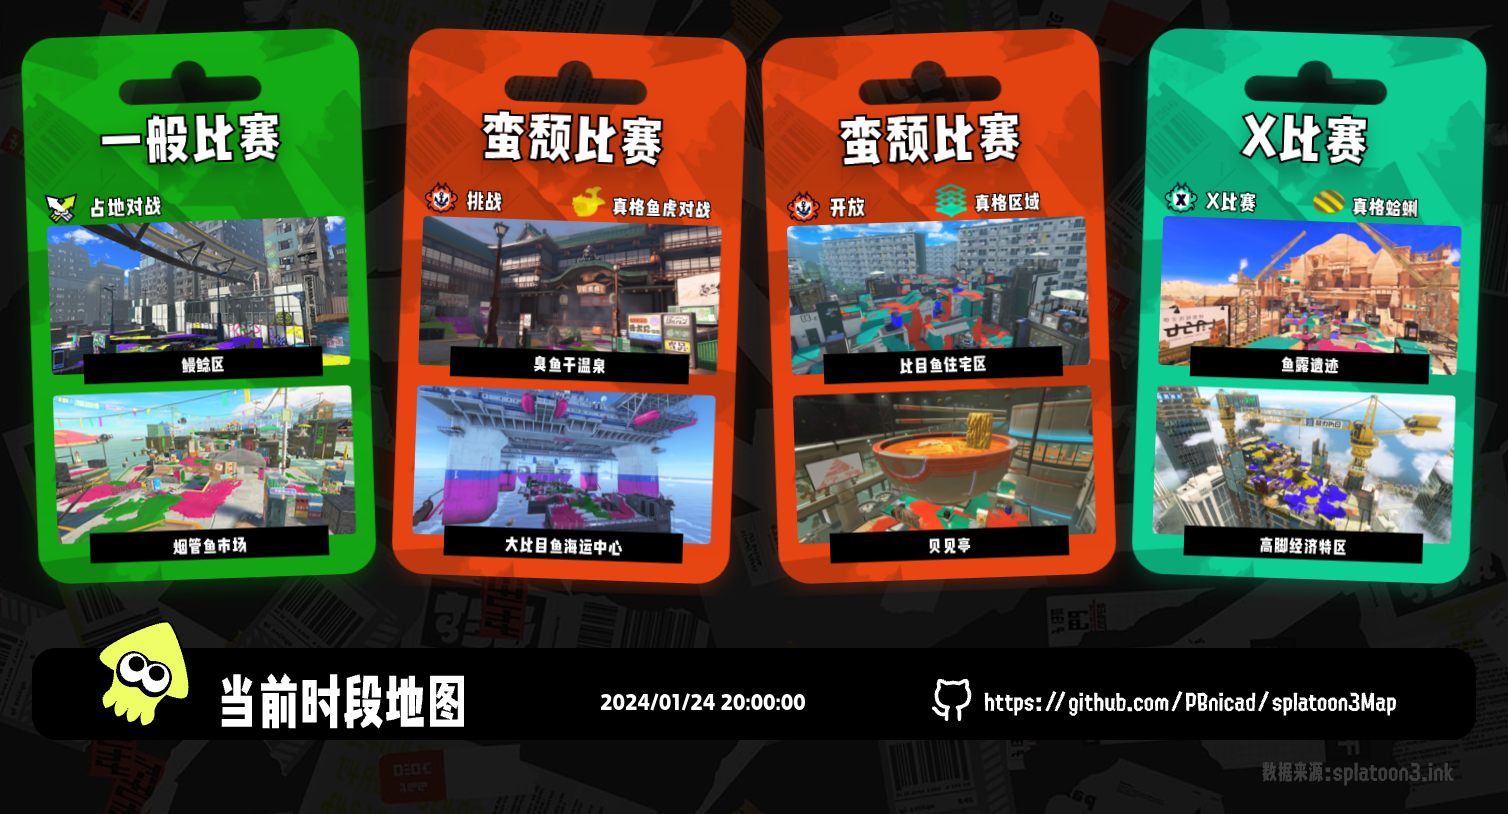 一般比赛
占地对战
鳗鲶区
烟管鱼市场
蛮颓比赛
挑战
真格鱼虎对战
臭鱼干温泉
大比目鱼海运中心
蛮颓比赛
开放
真格区域
比目鱼住宅区
贝贝亭
X比赛
X比赛
真格蛤蜊
鱼露遗迹
高脚经济特区
当前时段地图
2024/01/24 20:00:00
https://github.com/PBnicad/splatoon3Map
数据来源:splatoon3.ink